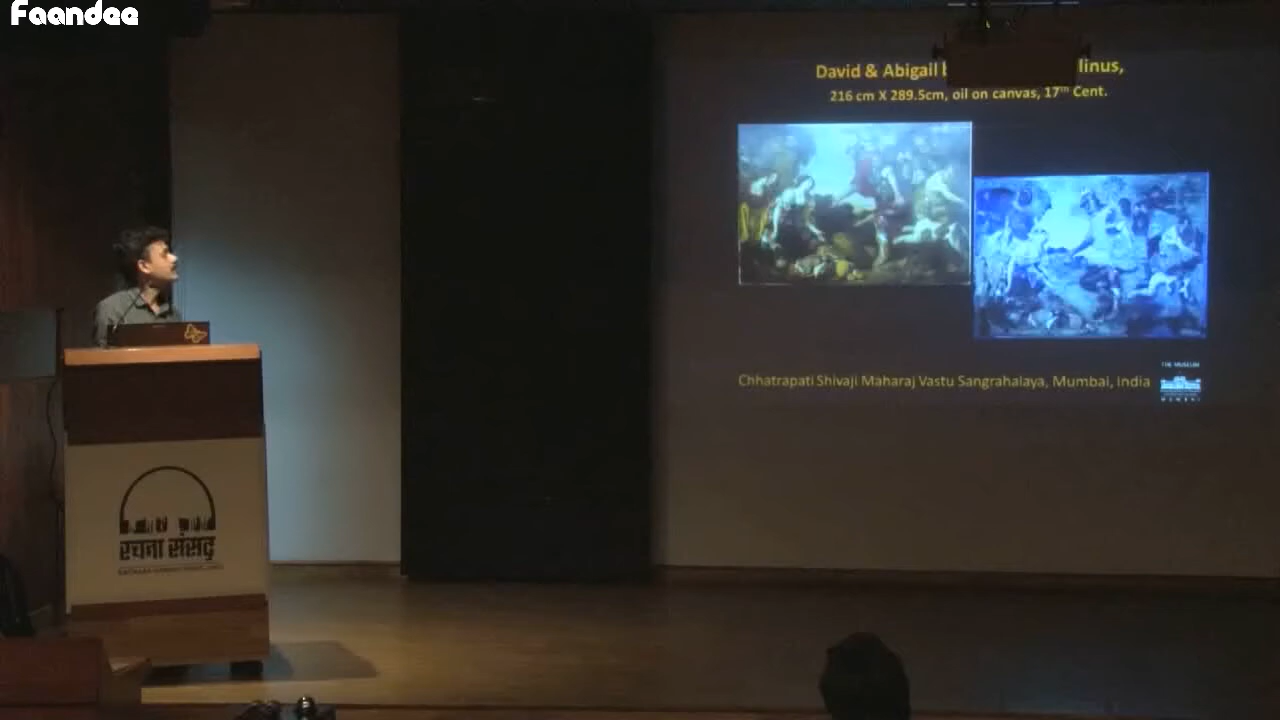 Faandee
David & Abigail linus,
216 cm X 289.5cm, oil on canvas, 17th Cent.
Chhatrapati Shivaji Maharaj Vastu Sangrahalaya, Mumbai, India
THE MUSEUM
MUMBAI
रचना संसद